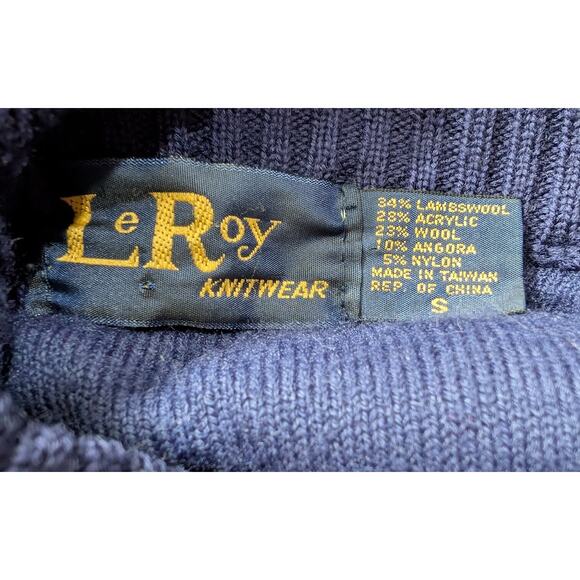 LeRoy
KNITWEAR
34% LAMBSWOOL
28% ACRYLIC
23% WOOL
10% ANGORA
5% NYLON
MADE IN TAIWAN
REP. OF CHINA
S